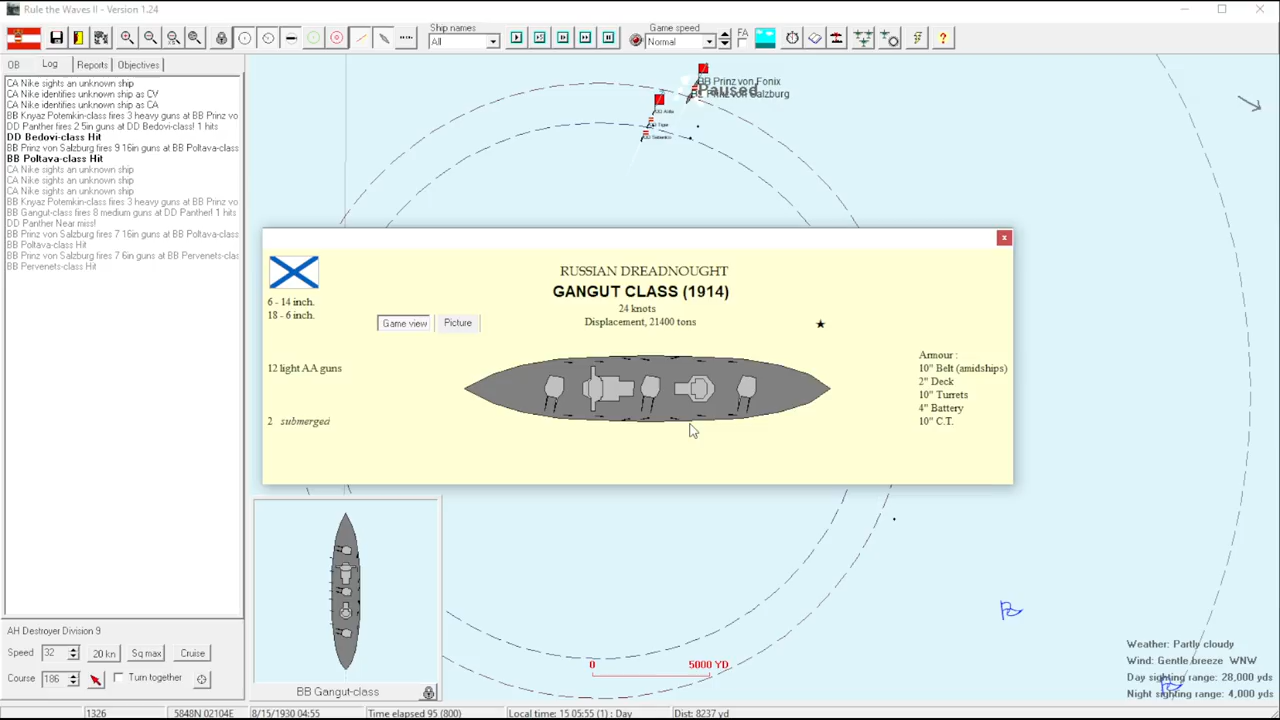 Rule the Waves II - Version 1.24
Ship names
All
Game speed
Normal
FA
OB
Log
Reports
Objectives
CA Nike sights an unknown ship
CA Nike identifies unknown ship as CV
CA Nike sights an unknown ship
CA Nike identifies unknown ship as CA
BB Knyaz Potemkin-class fires 3 heavy guns at BB Prinz vo
DD Panther fires 2 5in guns at DD Bedovi-class! 1 hits
DD Bedovi-class Hit
BB Prinz von Salzburg fires 9 16in guns at BB Poltava-class
BB Poltava-class Hit
CA Nike sights an unknown ship
CA Nike sights an unknown ship
CA Nike sights an unknown ship
BB Knyaz Potemkin-class fires 3 heavy guns at BB Prinz vo
BB Gangut-class fires 8 medium guns at DD Panther! 1 hits
DD Panther Near miss!
BB Prinz von Salzburg fires 7 16in guns at BB Poltava-class
BB Poltava-class Hit
BB Prinz von Salzburg fires 7 6in guns at BB Pervenets-clas
BB Pervenets-class Hit
BB Prinz von Fonix
Paused
Prinz von Salzburg
RUSSIAN DREADNOUGHT
GANGUT CLASS (1914)
24 knots
Displacement, 21400 tons
6 - 14 inch.
18 - 6 inch.
Game view
Picture
12 light AA guns
2 submerged
Armour :
10" Belt (amidships)
2" Deck
10" Turrets
4" Battery
10" C.T.
BB Gangut-class
0
5000 YD
Weather: Partly cloudy
Wind: Gentle breeze WNW
Day sighting range: 28,000 yds
Night sighting range: 4,000 yds
AH Destroyer Division 9
Speed
32
20 kn
Sq max
Cruise
Course
186
Turn together
1326
5848N 02104E
8/15/1930 04:55
Time elapsed 95 (800)
Local time: 15:05:55 (1) : Day
Dist: 8237 yd